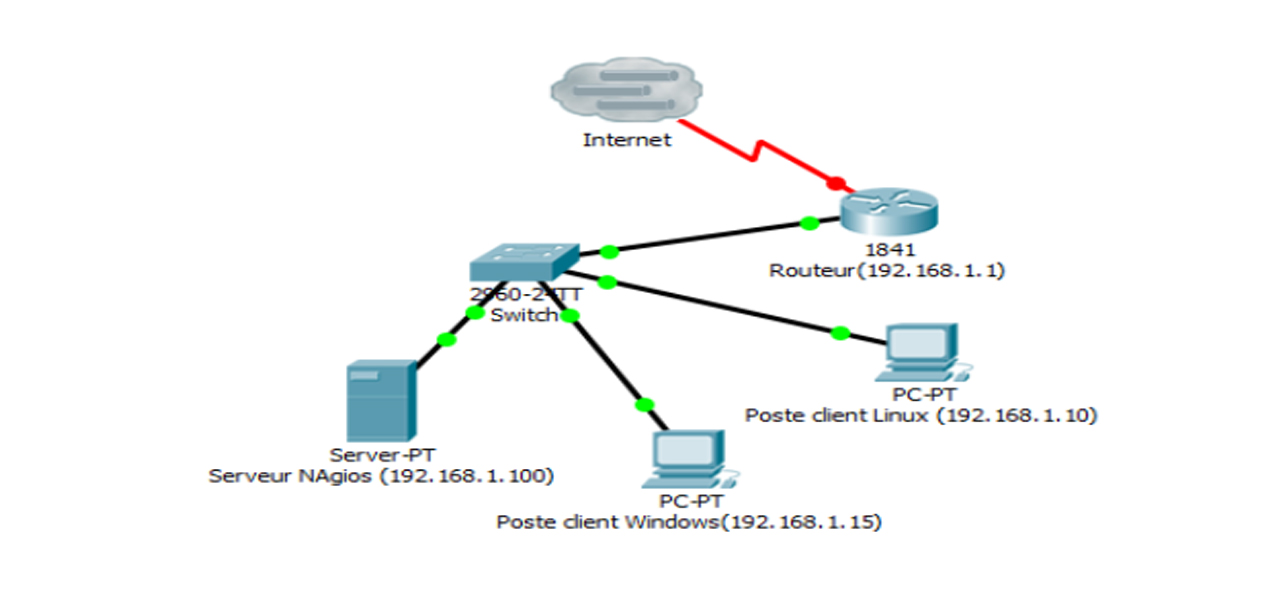 Internet
1841
Routeur(192.168.1.1)
2960-24TT
Switch
PC-PT
Poste client Linux (192.168.1.10)
Server-PT
Serveur NAgios (192.168.1.100)
PC-PT
Poste client Windows(192.168.1.15)